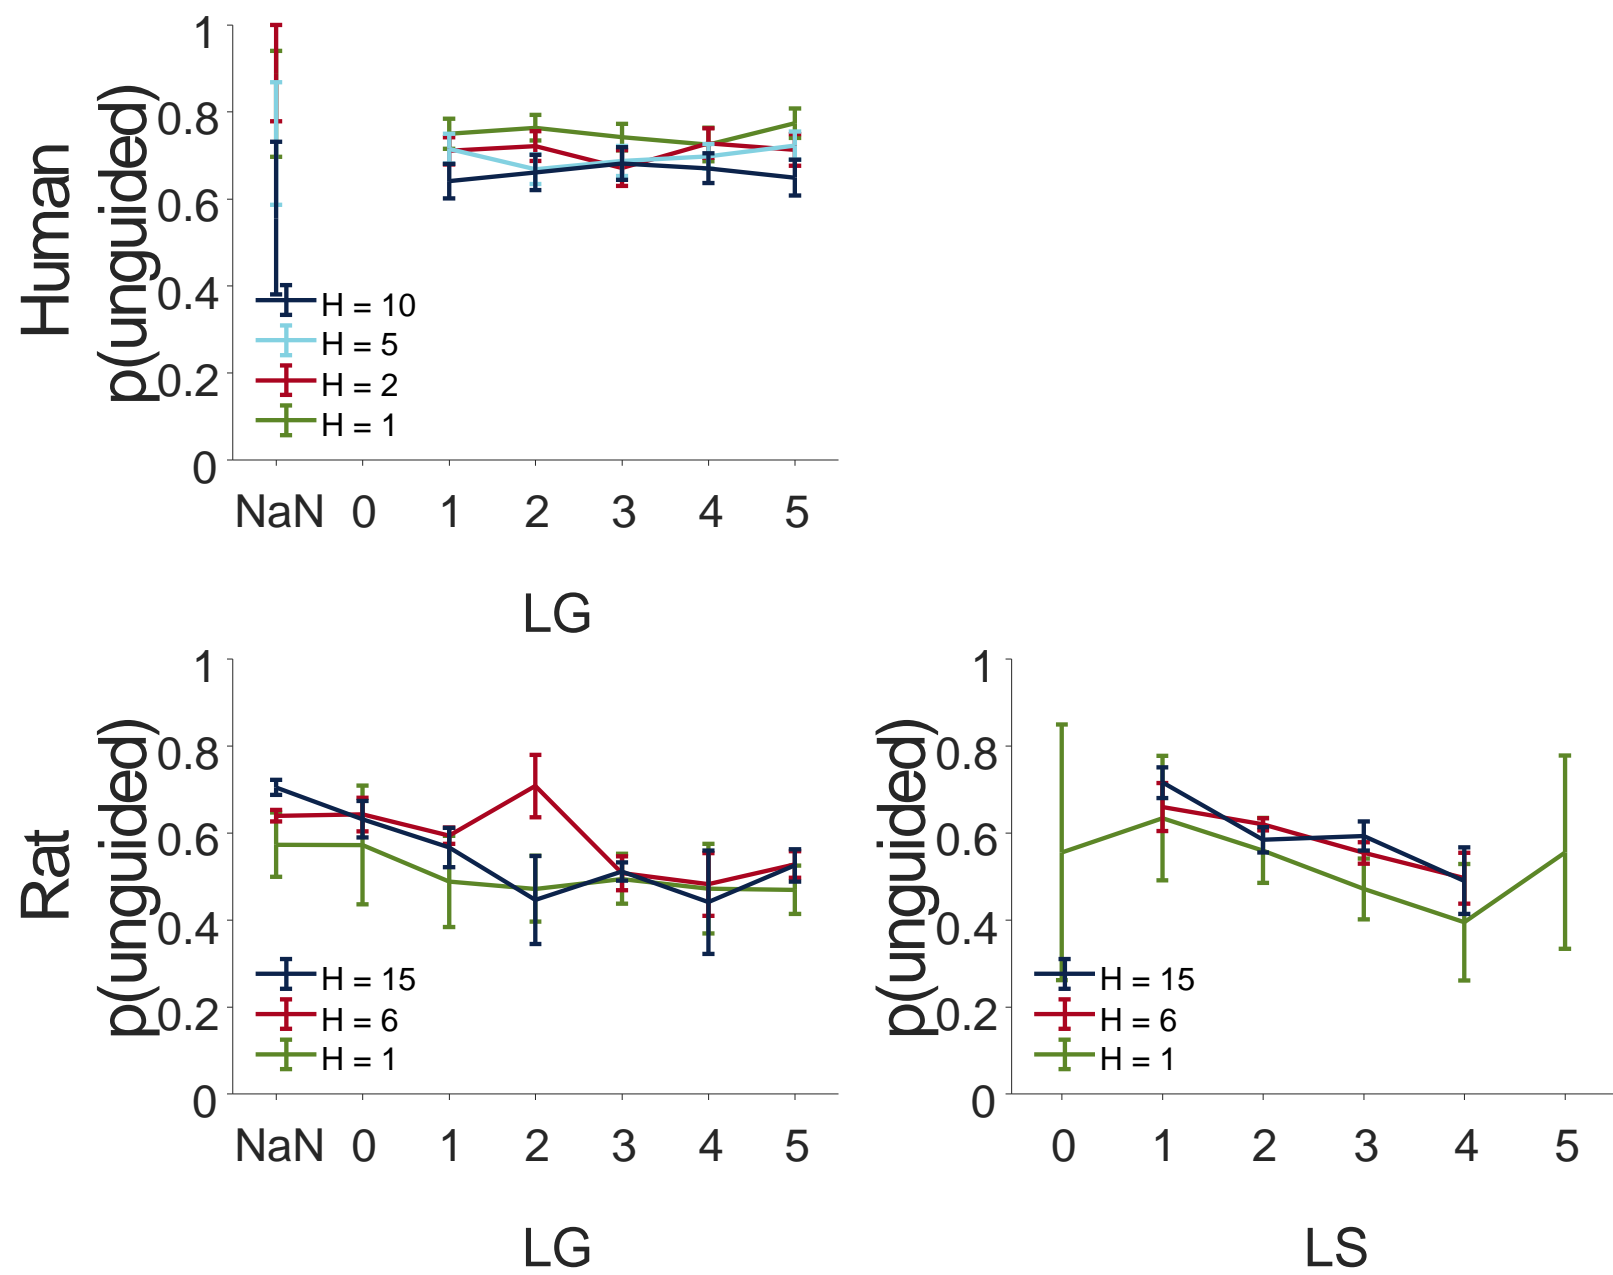 Human
p(unguided)
1
0.8
0.6
0.4
0.2
0
H = 10
H = 5
H = 2
H = 1
NaN 0 1 2 3 4 5
LG
Rat
p(unguided)
1
0.8
0.6
0.4
0.2
0
H = 15
H = 6
H = 1
NaN 0 1 2 3 4 5
LG
p(unguided)
1
0.8
0.6
0.4
0.2
0
H = 15
H = 6
H = 1
0 1 2 3 4 5
LS